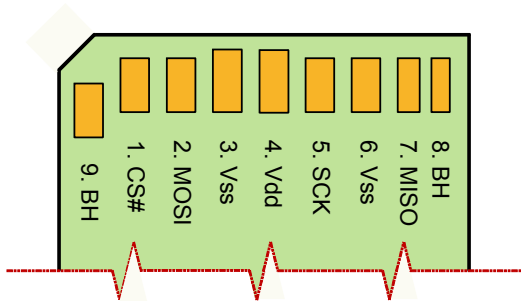 9. BH
1. CS#
2. MOSI
3. Vss
4. Vdd
5. SCK
6. Vss
7. MISO
8. BH